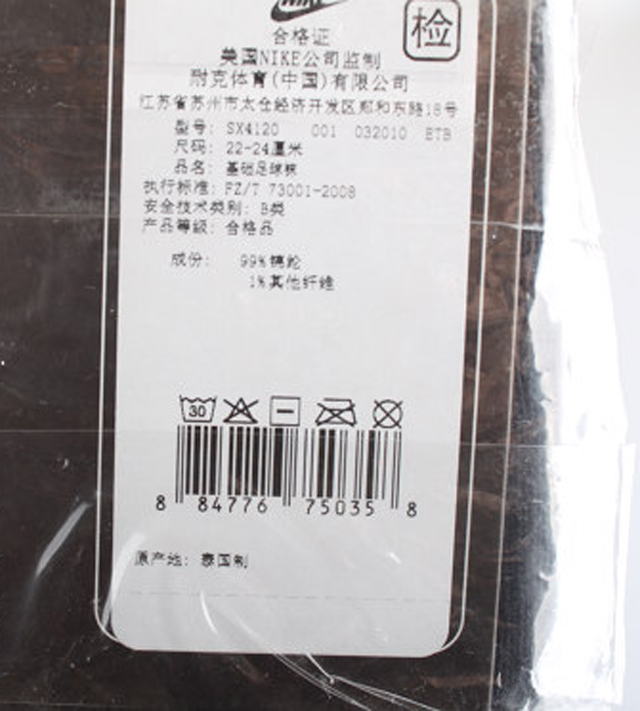 NIKE
检
合格证
美国NIKE公司监制
耐克体育(中国)有限公司
江苏省苏州市太仓经济开发区郑和东路18号
型号: SX4120 001 032010 ETB
尺码: 22-24厘米
品名: 基础足球袜
执行标准: FZ/T 73001-2008
安全技术类别: B类
产品等级: 合格品
成份: 99%锦纶
1%其他纤维
30
8 84776 75035 8
原产地: 泰国制